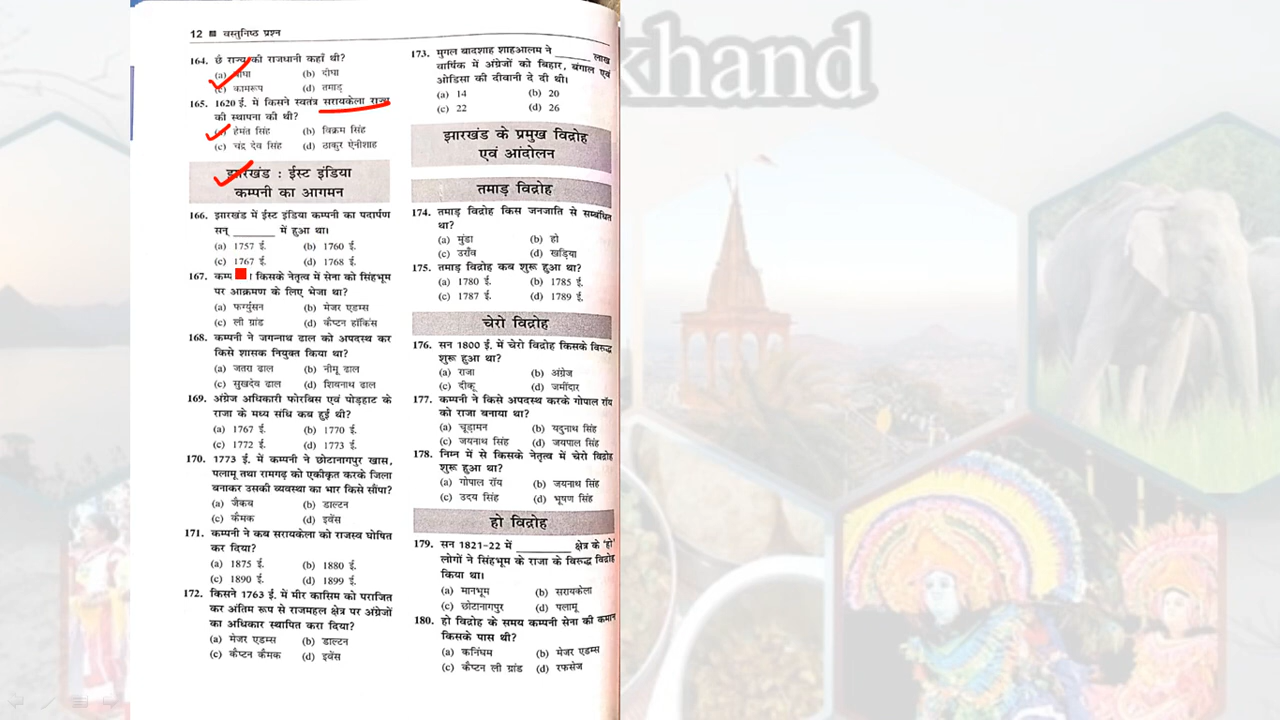 12 ■ वस्तुनिष्ठ प्रश्न
164. छै राज्य की राजधानी कहाँ थी?
(a) (b) दीपा
(c) कामरूप (d) तमाड़
165. 1620 ई. में किसने स्वतंत्र सरायकेला राज्य
की स्थापना की थी?
(a) हेमंत सिंह (b) विक्रम सिंह
(c) चंद्र देव सिंह (d) ठाकुर ऐनीशाह
झारखंड : ईस्ट इंडिया
कम्पनी का आगमन
166. झारखंड में ईस्ट इंडिया कम्पनी का पदार्पण
सन् ________ में हुआ था।
(a) 1757 ई. (b) 1760 ई.
(c) 1767 ई. (d) 1768 ई.
167. किसके नेतृत्व में सेना को सिंहभूम
पर आक्रमण के लिए भेजा था?
(a) फर्ग्युसन (b) मेजर एडम्स
(c) ली ग्रांड (d) कैप्टन हॉकिंस
168. कम्पनी ने जगन्नाथ ढाल को अपदस्थ कर
किसे शासक नियुक्त किया था?
(a) जतरा ढाल (b) नीमू ढाल
(c) सुखदेव ढाल (d) शिवनाथ ढाल
169. अंग्रेज अधिकारी फोरबिस एवं पोड़हाट के
राजा के मध्य संधि कब हुई थी?
(a) 1767 ई. (b) 1770 ई.
(c) 1772 ई. (d) 1773 ई.
170. 1773 ई. में कम्पनी ने छोटानागपुर खास,
पलामू तथा रामगढ़ को एकीकृत करके जिला
बनाकर उसकी व्यवस्था का भार किसे सौंपा?
(a) जैकब (b) डाल्टन
(c) कैमक (d) इवेंस
171. कम्पनी ने कब सरायकेला को राजस्व घोषित
कर दिया?
(a) 1875 ई. (b) 1880 ई.
(c) 1890 ई. (d) 1899 ई.
172. किसने 1763 ई. में मीर कासिम को पराजित
कर अंतिम रूप से राजमहल क्षेत्र पर अंग्रेजों
का अधिकार स्थापित करा दिया?
(a) मेजर एडम्स (b) डाल्टन
(c) कैप्टन कैमक (d) इवेंस
173. मुगल बादशाह शाहआलम ने ________ लाख
वार्षिक में अंग्रेजों को बिहार, बंगाल एवं
ओडिसा की दीवानी दे दी थी।
(a) 14 (b) 20
(c) 22 (d) 26
झारखंड के प्रमुख विद्रोह
एवं आंदोलन
तमाड़ विद्रोह
174. तमाड़ विद्रोह किस जनजाति से सम्बंधित
था?
(a) मुंडा (b) हो
(c) उराँव (d) खड़िया
175. तमाड़ विद्रोह कब शुरू हुआ था?
(a) 1780 ई. (b) 1785 ई.
(c) 1787 ई. (d) 1789 ई.
चेरो विद्रोह
176. सन 1800 ई. में चेरो विद्रोह किसके विरुद्ध
शुरू हुआ था?
(a) राजा (b) अंग्रेज
(c) दीकू (d) जमींदार
177. कम्पनी ने किसे अपदस्थ करके गोपाल रॉय
को राजा बनाया था?
(a) चूड़ामन (b) यदुनाथ सिंह
(c) जयनाथ सिंह (d) जयपाल सिंह
178. निम्न में से किसके नेतृत्व में चेरो विद्रोह
शुरू हुआ था?
(a) गोपाल रॉय (b) जयनाथ सिंह
(c) उदय सिंह (d) भूषण सिंह
हो विद्रोह
179. सन 1821-22 में __________ क्षेत्र के 'हो'
लोगों ने सिंहभूम के राजा के विरुद्ध विद्रोह
किया था।
(a) मानभूम (b) सरायकेला
(c) छोटानागपुर (d) पलामू
180. हो विद्रोह के समय कम्पनी सेना की कमान
किसके पास थी?
(a) कनिंघम (b) मेजर एडम्स
(c) कैप्टन ली ग्रांड (d) रफसेज
khand